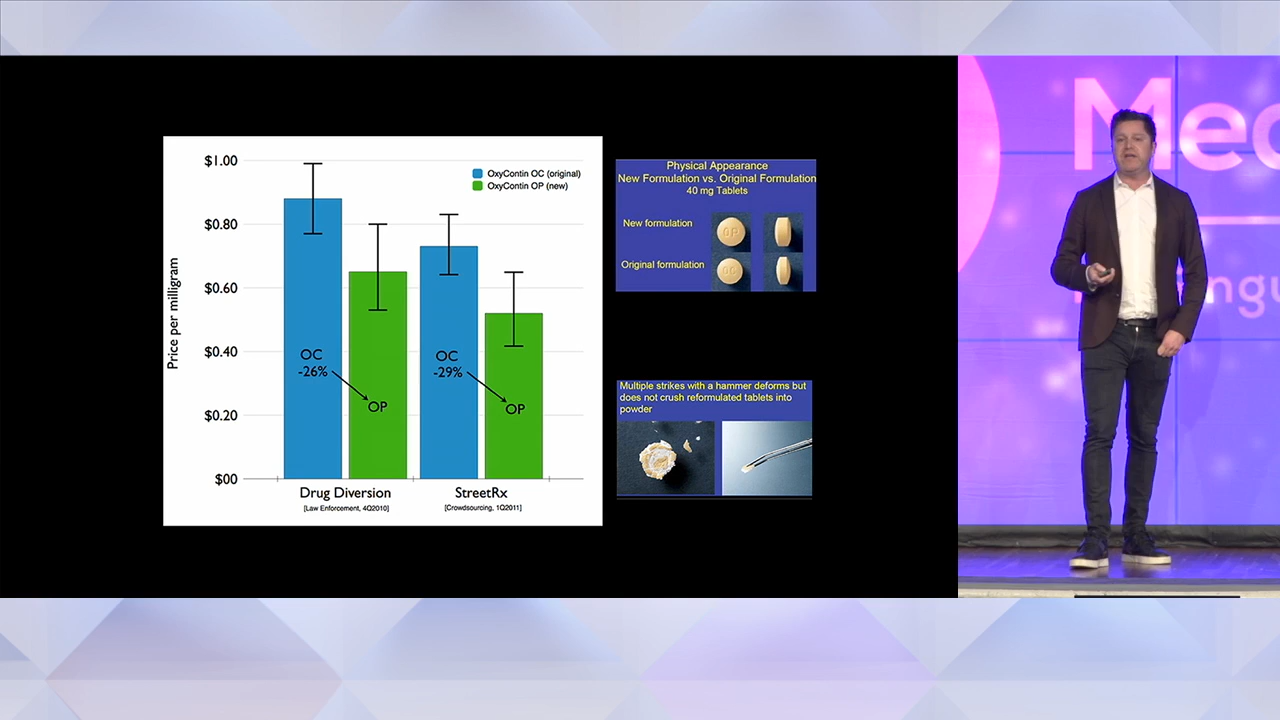 $1.00
$0.80
$0.60
$0.40
$0.20
$00
Price per milligram
OxyContin OC (original)
OxyContin OP (new)
OC
-26%
OP
OC
-29%
OP
Drug Diversion
[Law Enforcement, 4Q2010]
StreetRx
[Crowdsourcing, 1Q2011]
Physical Appearance
New Formulation vs. Original Formulation
40 mg Tablets
New formulation
OP
Original formulation
OC
Multiple strikes with a hammer deforms but
does not crush reformulated tablets into
powder
Med